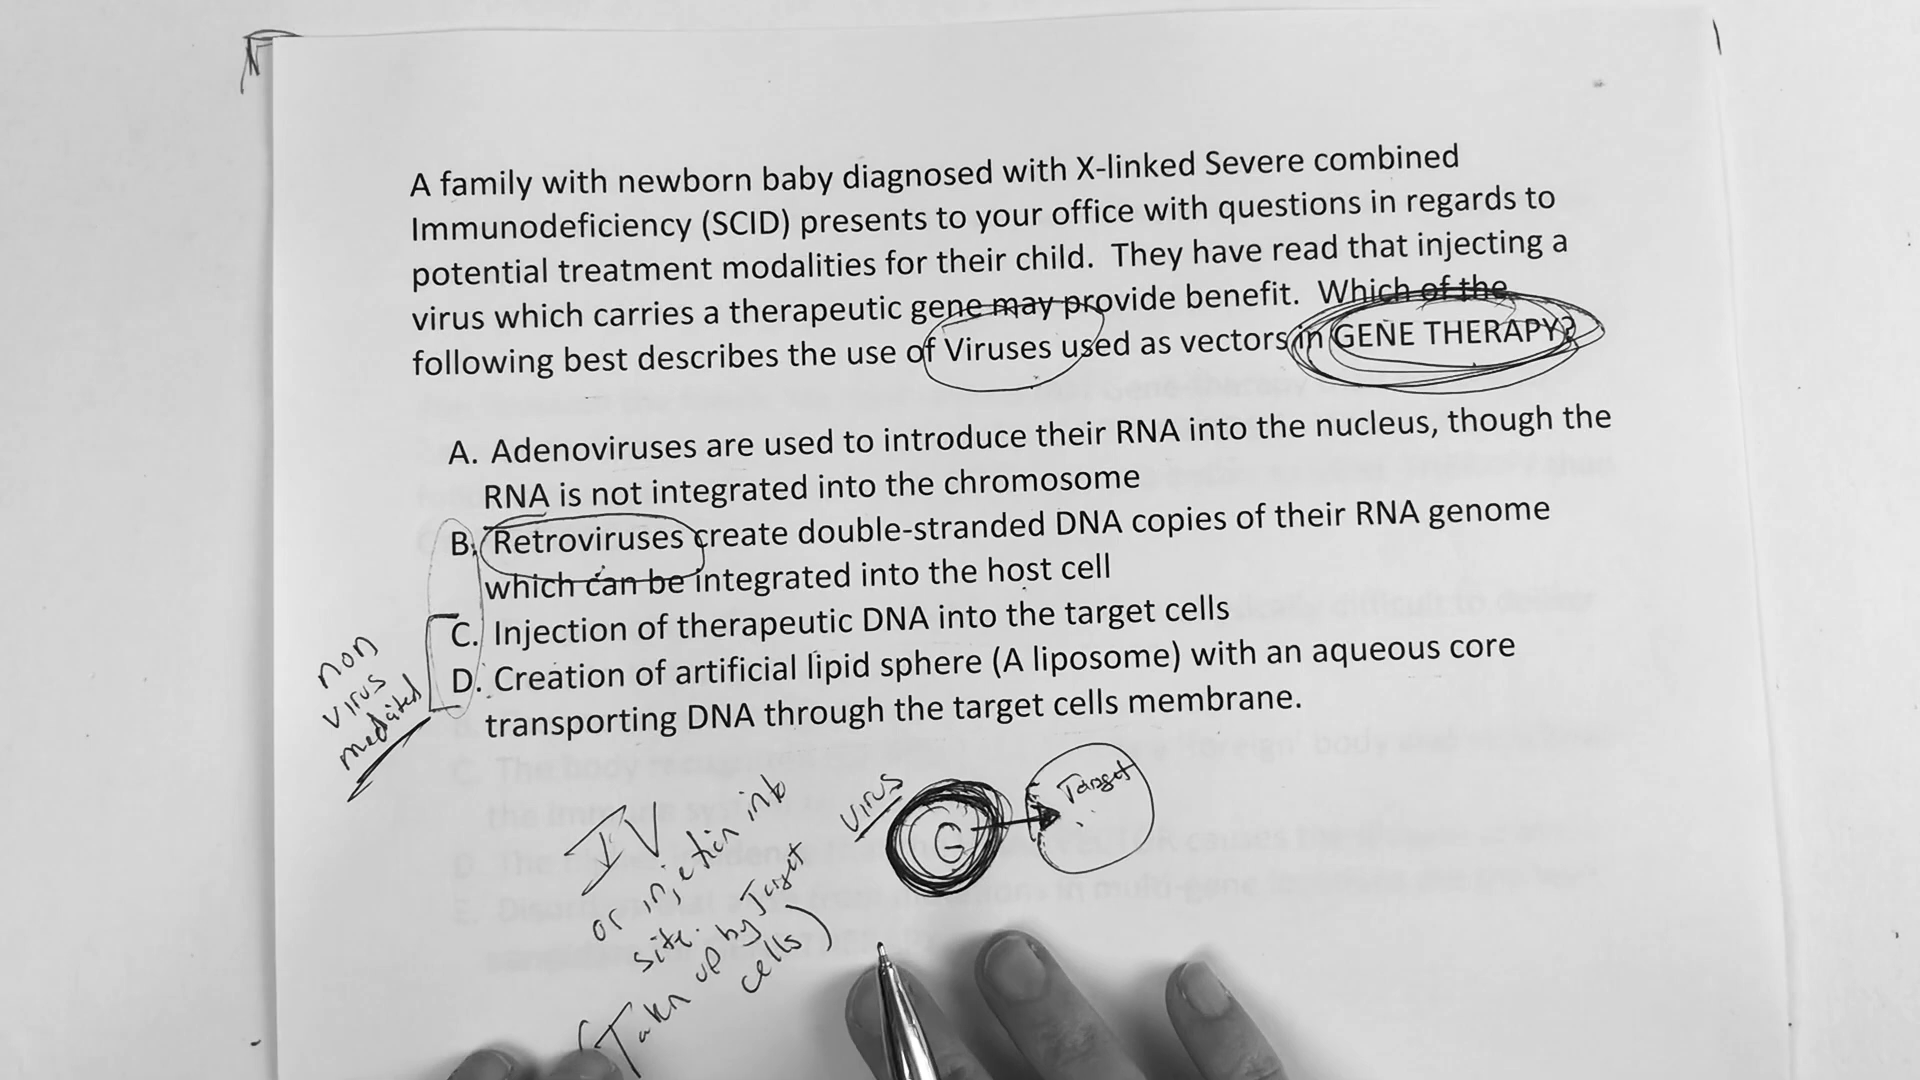 A family with newborn baby diagnosed with X-linked Severe combined
Immunodeficiency (SCID) presents to your office with questions in regards to
potential treatment modalities for their child. They have read that injecting a
virus which carries a therapeutic gene may provide benefit. Which of the
following best describes the use of Viruses used as vectors in GENE THERAPY?
A. Adenoviruses are used to introduce their RNA into the nucleus, though the
RNA is not integrated into the chromosome
B. Retroviruses create double-stranded DNA copies of their RNA genome
which can be integrated into the host cell
C. Injection of therapeutic DNA into the target cells
D. Creation of artificial lipid sphere (A liposome) with an aqueous core
transporting DNA through the target cells membrane.
non
virus
mediated
IV
or injection into
site.
(Taken up by Target
cells)
virus
G
Target